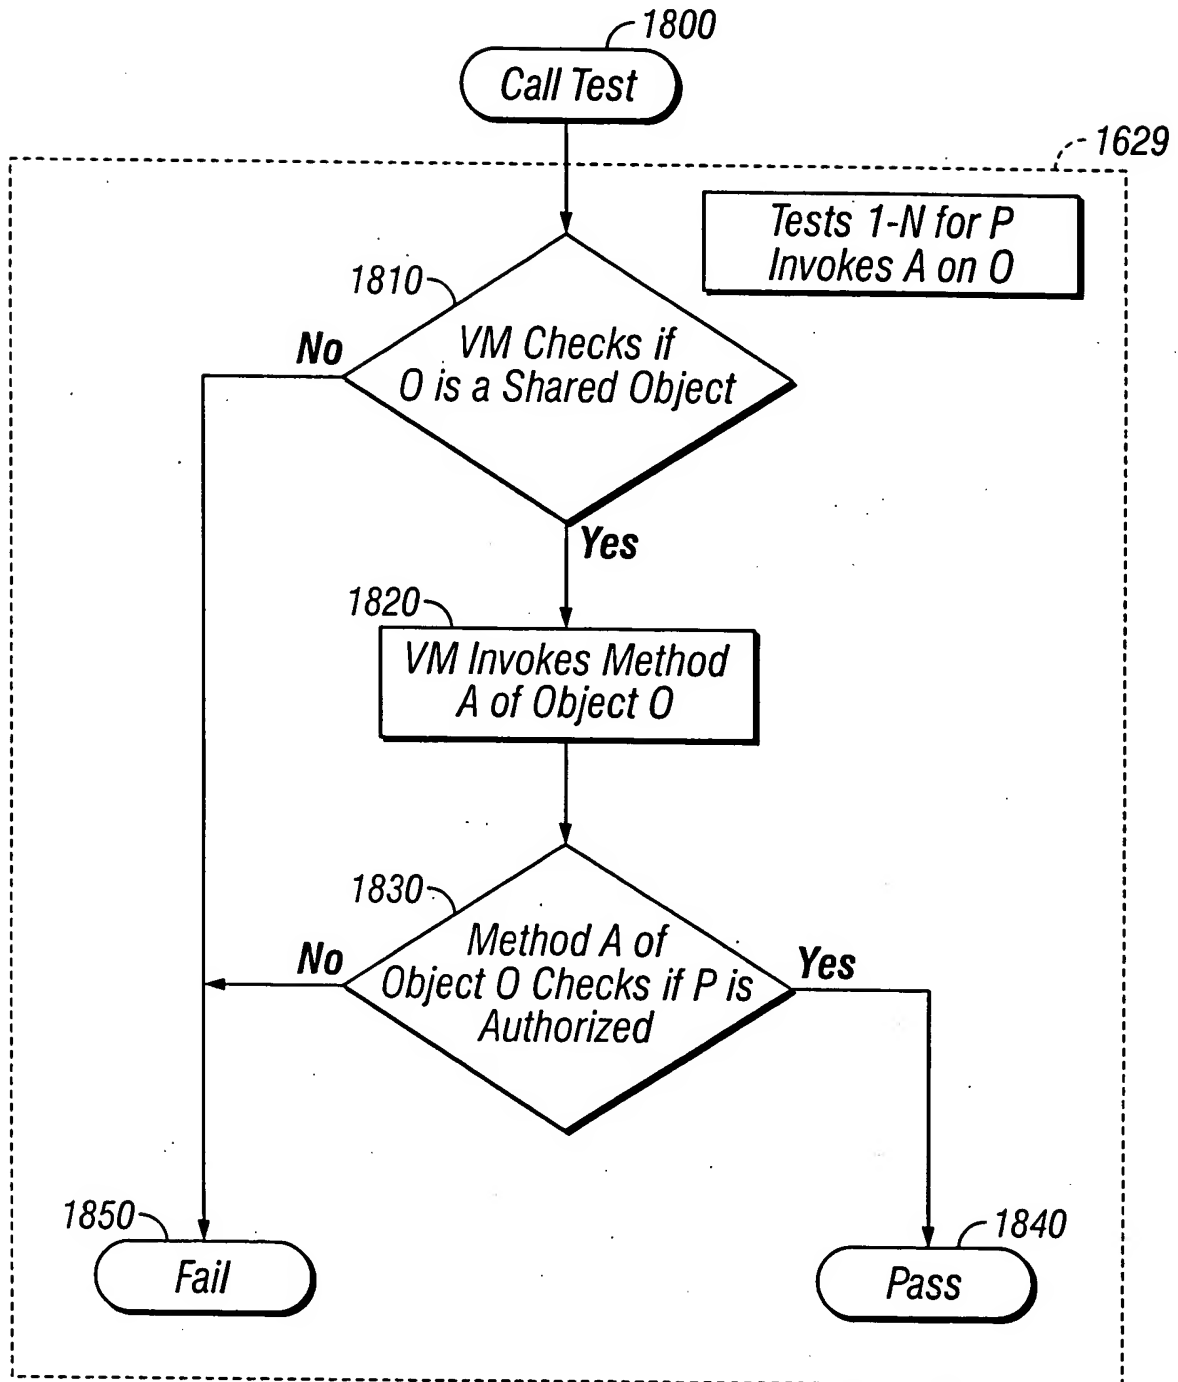 1800
Call Test
1629
Tests 1-N for P
Invokes A on O
1810
No
VM Checks if
O is a Shared Object
Yes
1820
VM Invokes Method
A of Object O
1830
No
Method A of
Object O Checks if P is
Authorized
Yes
1850
Fail
1840
Pass